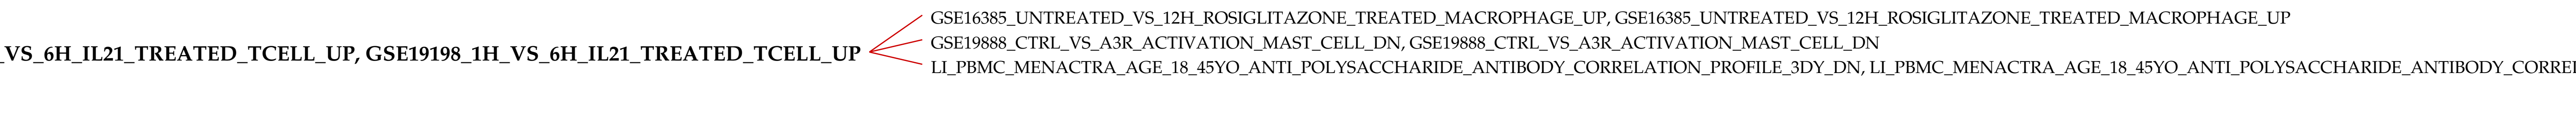 GSE16385_UNTREATED_VS_12H_ROSIGLITAZONE_TREATED_MACROPHAGE_UP, GSE16385_UNTREATED_VS_12H_ROSIGLITAZONE_TREATED_MACROPHAGE_UP
GSE19888_CTRL_VS_A3R_ACTIVATION_MAST_CELL_DN, GSE19888_CTRL_VS_A3R_ACTIVATION_MAST_CELL_DN
_VS_6H_IL21_TREATED_TCELL_UP, GSE19198_1H_VS_6H_IL21_TREATED_TCELL_UP
LI_PBMC_MENACTRA_AGE_18_45YO_ANTI_POLYSACCHARIDE_ANTIBODY_CORRELATION_PROFILE_3DY_DN, LI_PBMC_MENACTRA_AGE_18_45YO_ANTI_POLYSACCHARIDE_ANTIBODY_CORREL